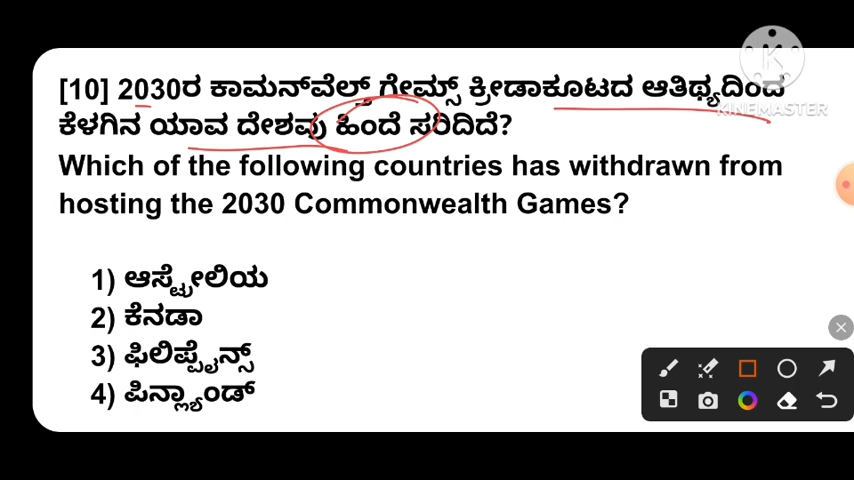 [10] 2030ರ ಕಾಮನ್‌ವೆಲ್ತ್ ಗೇಮ್ಸ್ ಕ್ರೀಡಾಕೂಟದ ಆತಿಥ್ಯದಿಂದ
ಕೆಳಗಿನ ಯಾವ ದೇಶವು ಹಿಂದೆ ಸರಿದಿದೆ?
Which of the following countries has withdrawn from
hosting the 2030 Commonwealth Games?
1) ಆಸ್ಟ್ರೇಲಿಯ
2) ಕೆನಡಾ
3) ಫಿಲಿಪ್ಪೈನ್ಸ್
4) ಪಿನ್ಲ್ಯಾಂಡ್
K
KINEMASTER